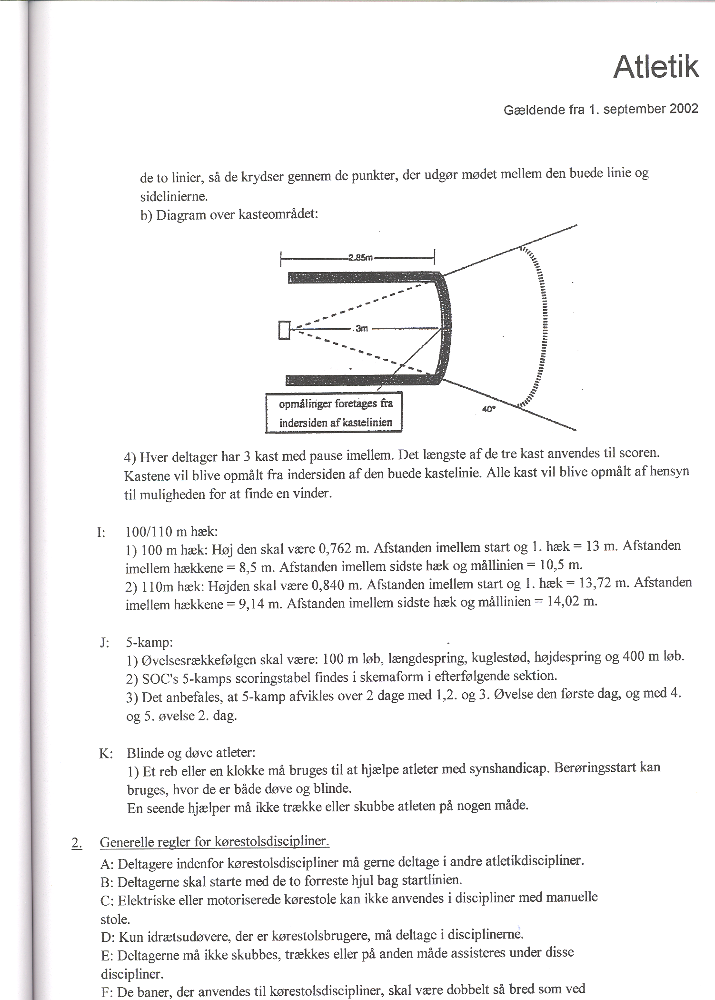 Atletik
Gældende fra 1. september 2002
de to linier, så de krydser gennem de punkter, der udgør mødet mellem den buede linie og
sidelinierne.
b) Diagram over kasteområdet:
2.85m
3m
opmålinger foretages fra
indersiden af kastelinien
40°
4) Hver deltager har 3 kast med pause imellem. Det længste af de tre kast anvendes til scoren.
Kastene vil blive opmålt fra indersiden af den buede kastelinie. Alle kast vil blive opmålt af hensyn
til muligheden for at finde en vinder.
I: 100/110 m hæk:
1) 100 m hæk: Høj den skal være 0,762 m. Afstanden imellem start og 1. hæk = 13 m. Afstanden
imellem hækkene = 8,5 m. Afstanden imellem sidste hæk og mållinien = 10,5 m.
2) 110m hæk: Højden skal være 0,840 m. Afstanden imellem start og 1. hæk = 13,72 m. Afstanden
imellem hækkene = 9,14 m. Afstanden imellem sidste hæk og mållinien = 14,02 m.
J: 5-kamp:
1) Øvelsesrækkefølgen skal være: 100 m løb, længdespring, kuglestød, højdespring og 400 m løb.
2) SOC's 5-kamps scoringstabel findes i skemaform i efterfølgende sektion.
3) Det anbefales, at 5-kamp afvikles over 2 dage med 1,2. og 3. Øvelse den første dag, og med 4.
og 5. øvelse 2. dag.
K: Blinde og døve atleter:
1) Et reb eller en klokke må bruges til at hjælpe atleter med synshandicap. Berøringsstart kan
bruges, hvor de er både døve og blinde.
En seende hjælper må ikke trække eller skubbe atleten på nogen måde.
2. Generelle regler for kørestolsdiscipliner.
A: Deltagere indenfor kørestolsdiscipliner må gerne deltage i andre atletikdiscipliner.
B: Deltagerne skal starte med de to forreste hjul bag startlinien.
C: Elektriske eller motoriserede kørestole kan ikke anvendes i discipliner med manuelle
stole.
D: Kun idrætsudøvere, der er kørestolsbrugere, må deltage i disciplinerne.
E: Deltagerne må ikke skubbes, trækkes eller på anden måde assisteres under disse
discipliner.
F: De baner, der anvendes til kørestolsdiscipliner, skal være dobbelt så bred som ved